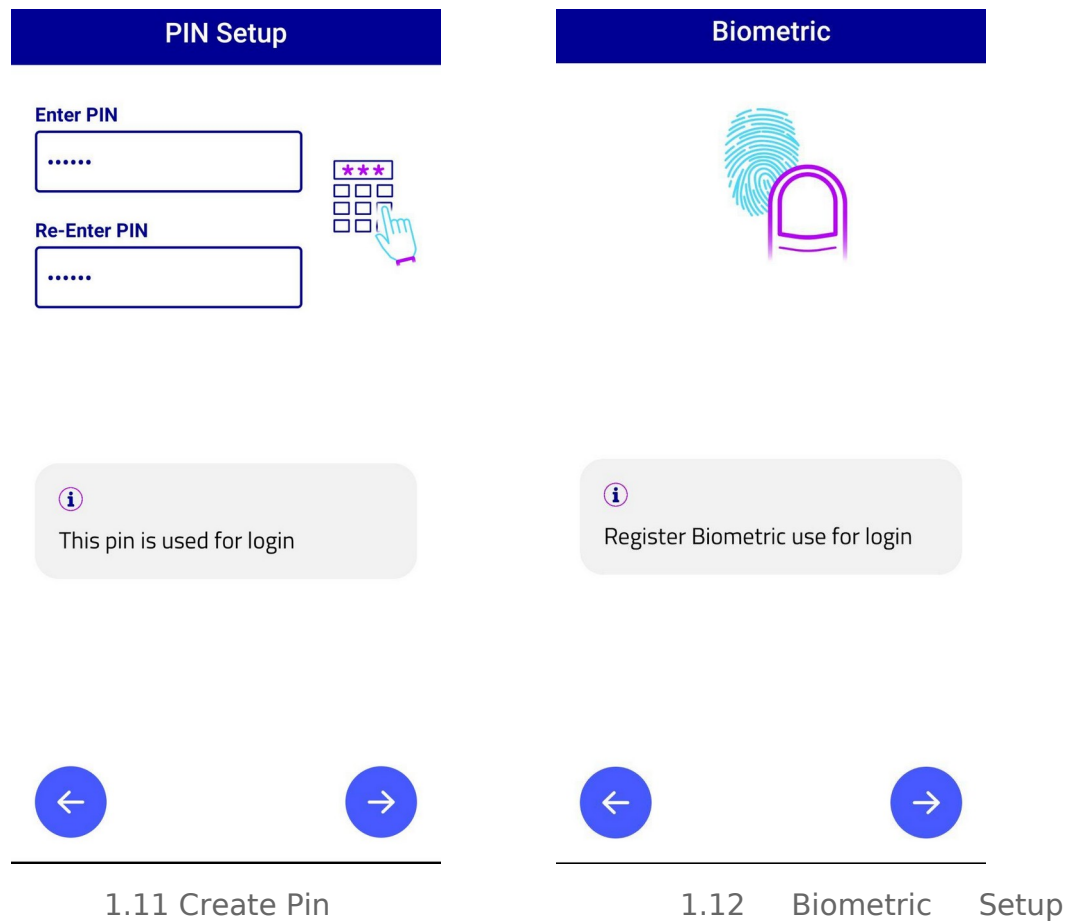 PIN Setup
Enter PIN
......
***
Re-Enter PIN
......
This pin is used for login
1.11 Create Pin
Biometric
Register Biometric use for login
1.12 Biometric Setup